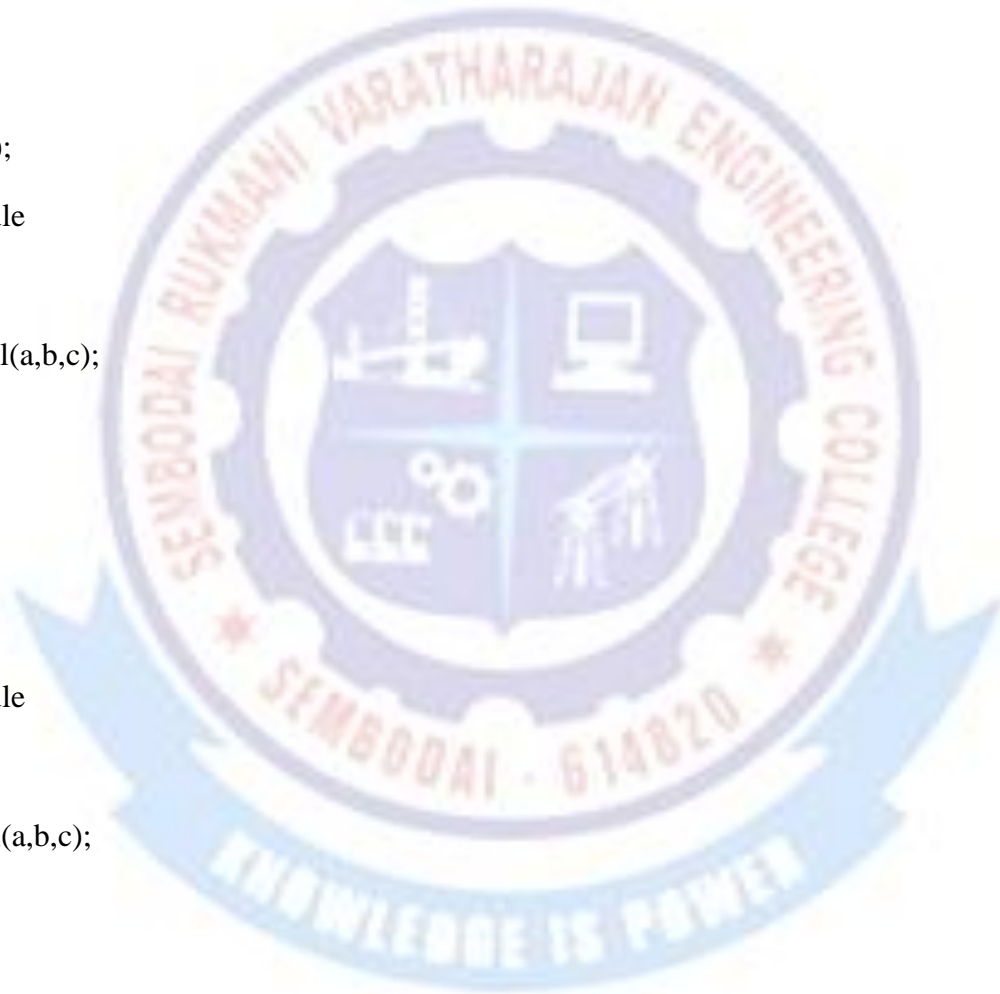 );
le
l(a,b,c);
le
(a,b,c);
SEMBODAI RUKMANI VARATHARAJAN ENGINEERING COLLEGE
SEMBODAI - 614820
KNOWLEDGE IS POWER